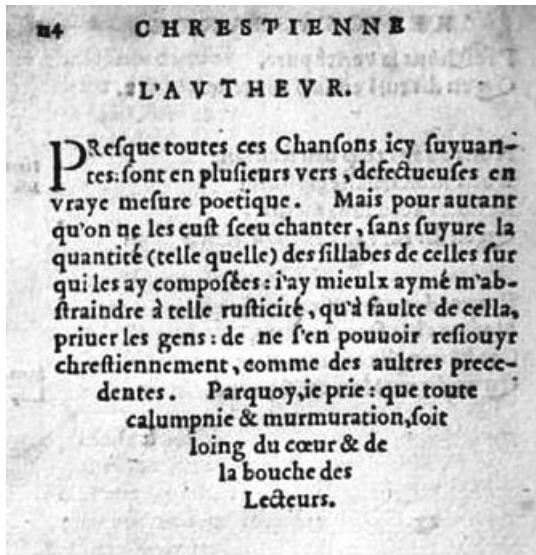 114 CHRESTIENNE
L'AVTHEVR.
PReſque toutes ces Chanſons icy ſuyuan-
tes: ſont en pluſieurs vers, defectueuſes en
vraye meſure poetique. Mais pour autant
qu'on ne les euſt ſceu chanter, ſans ſuyure la
quantité (telle quelle) des ſillabes de celles ſur
qui les ay compoſées: i'ay mieulx aymé m'ab-
ſtraindre à telle ruſticité, qu'à faulte de cella,
priuer les gens: de ne ſ'en pouuoir reſiouyr
chreſtiennement, comme des aultres prece-
dentes. Parquoy, ie prie: que toute
calumpnie & murmuration, ſoit
loing du cœur & de
la bouche des
Lecteurs.